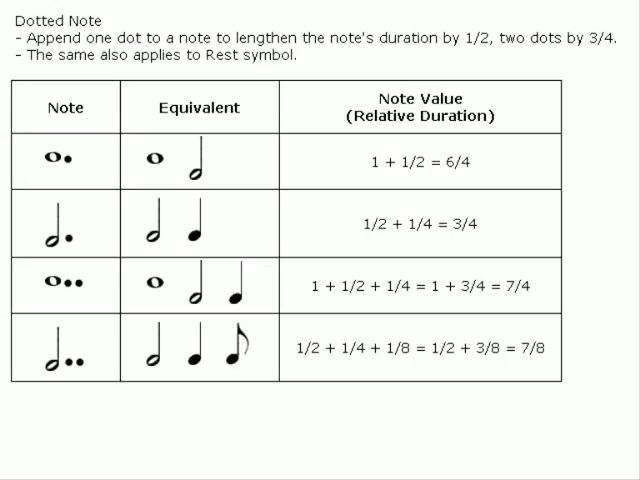 Dotted Note
- Append one dot to a note to lengthen the note's duration by 1/2, two dots by 3/4.
- The same also applies to Rest symbol.
Note Equivalent Note Value
(Relative Duration)
1 + 1/2 = 6/4
1/2 + 1/4 = 3/4
1 + 1/2 + 1/4 = 1 + 3/4 = 7/4
1/2 + 1/4 + 1/8 = 1/2 + 3/8 = 7/8